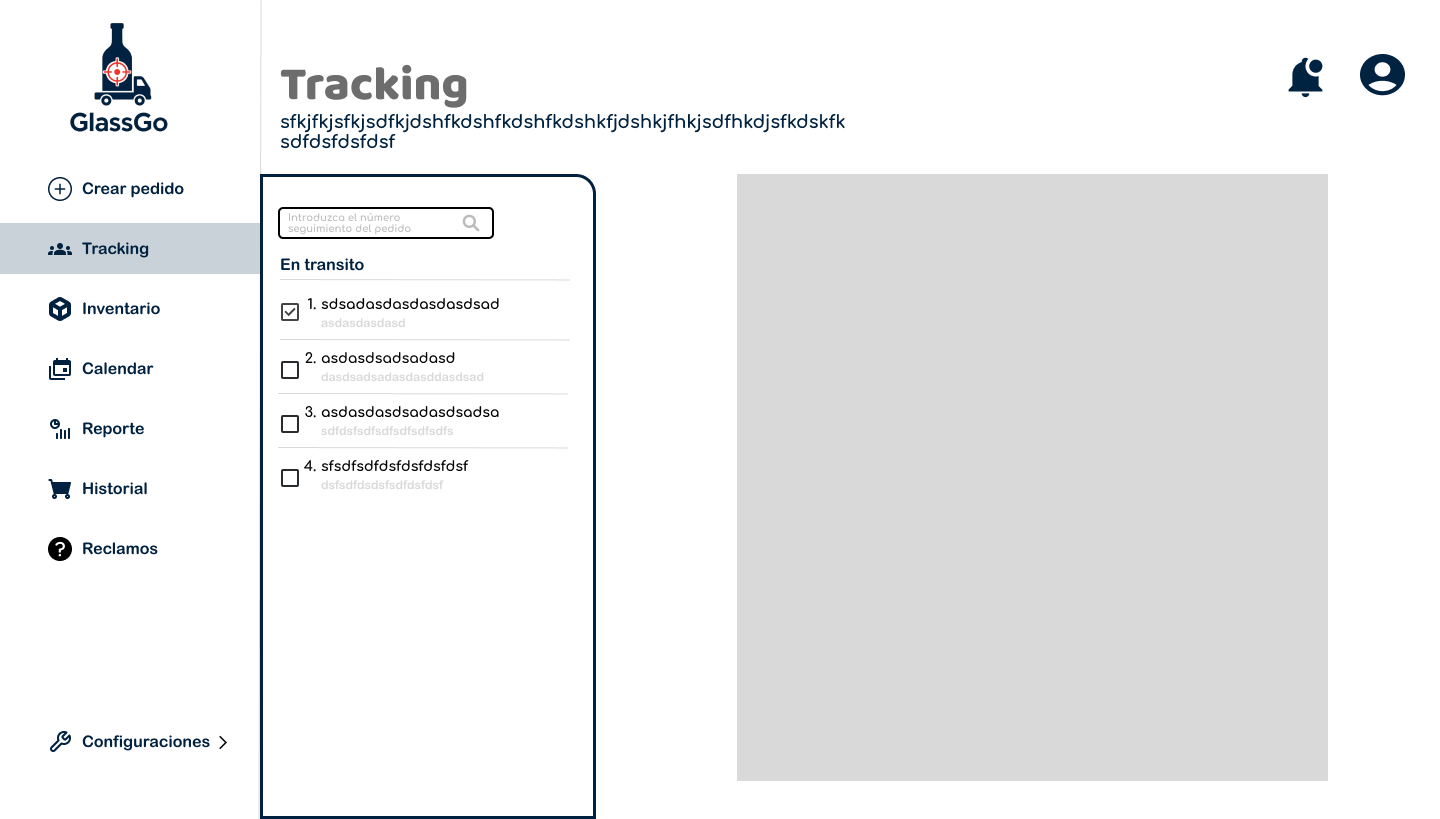 GlassGo
Crear pedido
Tracking
Inventario
Calendar
Reporte
Historial
Reclamos
Configuraciones
Tracking
sfkjfkjsfkjsdfkjdshfkdshfkdshfkdshkfjdshkjfhkjsdfhkdjsfkdskfk
sdfdsfdsfdsf
Introduzca el número
seguimiento del pedido
En transito
1. sdsadasdasdasdasdsad
asdasdasdasd
2. asdasdsadsadasd
dasdsadsadasdasddasdsad
3. asdasdasdsadasdsadsa
sdfdsfsdfsdfsdfsdfsdfs
4. sfsdfsdfdsfdsfdsfdsf
dsfsdfdsdsfsdfdsfdsf